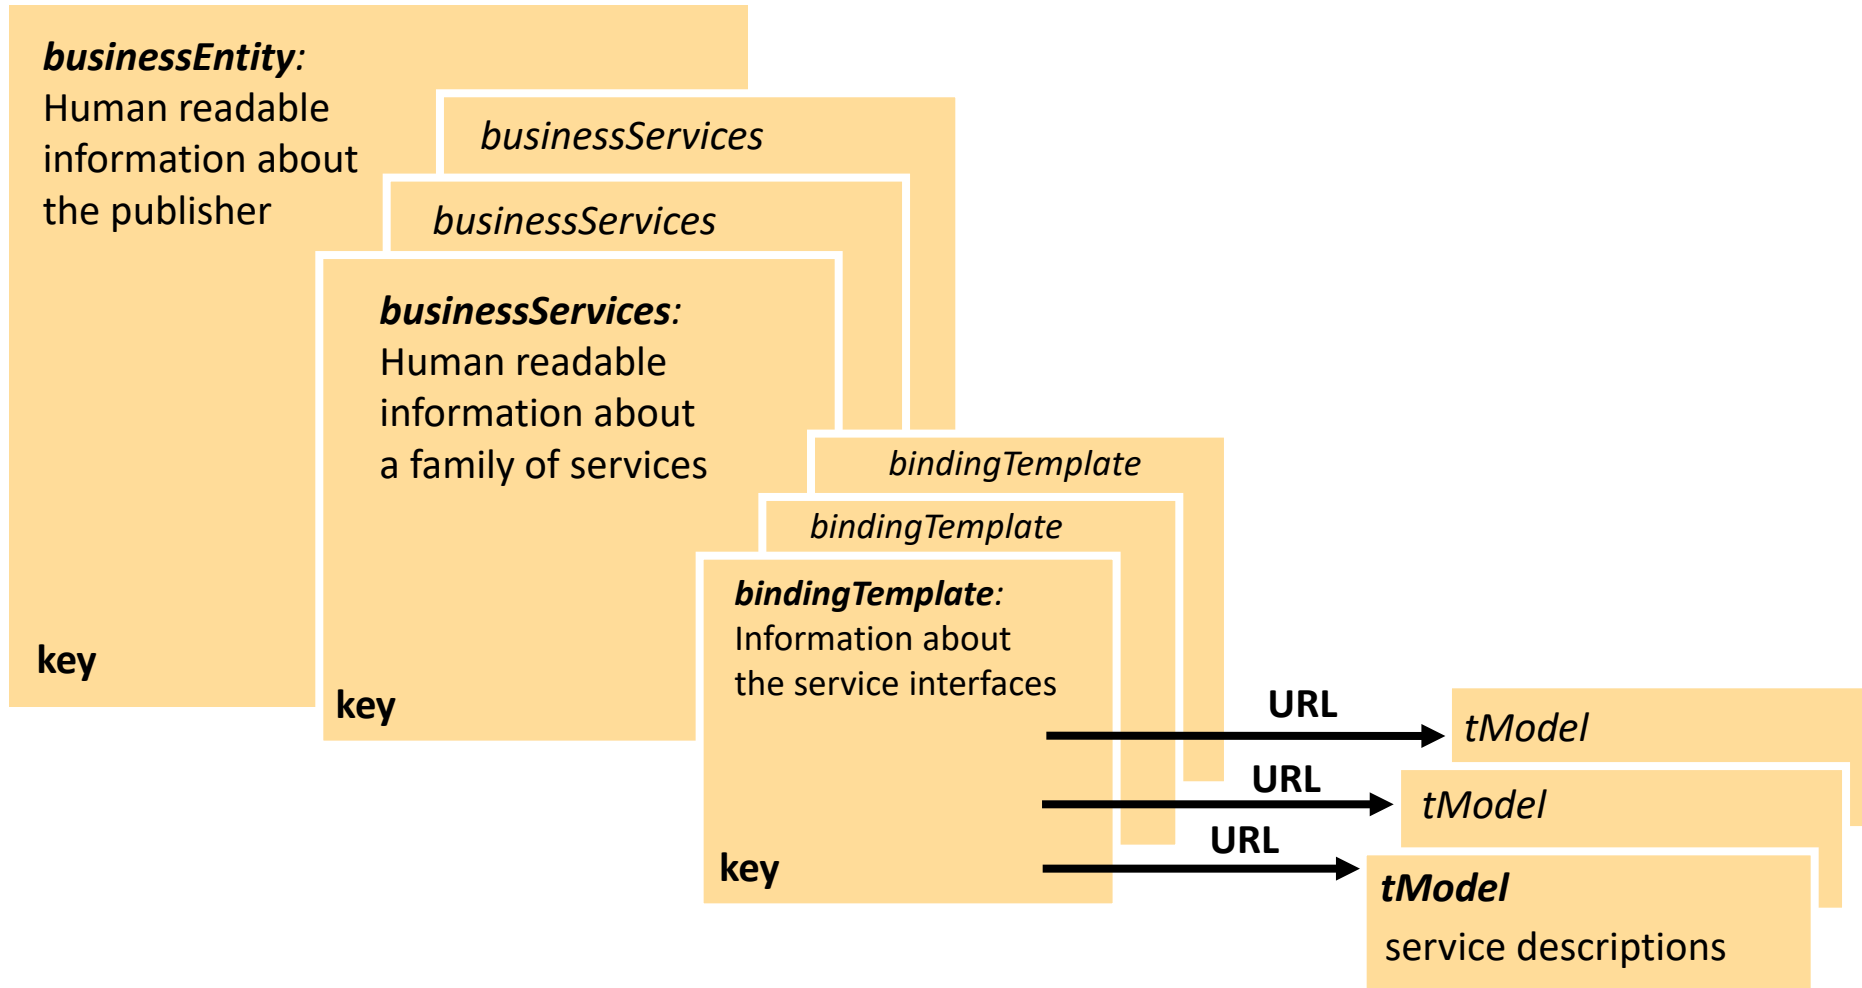 businessEntity:
Human readable
information about
the publisher
key
businessServices
businessServices
businessServices:
Human readable
information about
a family of services
key
bindingTemplate
bindingTemplate
bindingTemplate:
Information about
the service interfaces
key
URL
URL
URL
tModel
tModel
tModel
service descriptions